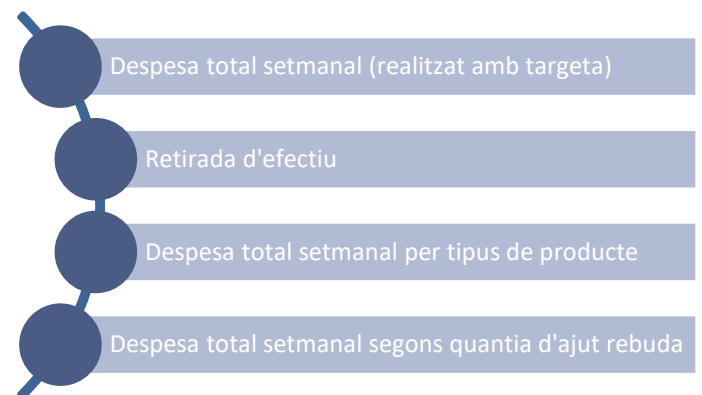 Despesa total setmanal (realitzat amb targeta)
Retirada d'efectiu
Despesa total setmanal per tipus de producte
Despesa total setmanal segons quantia d'ajut rebuda